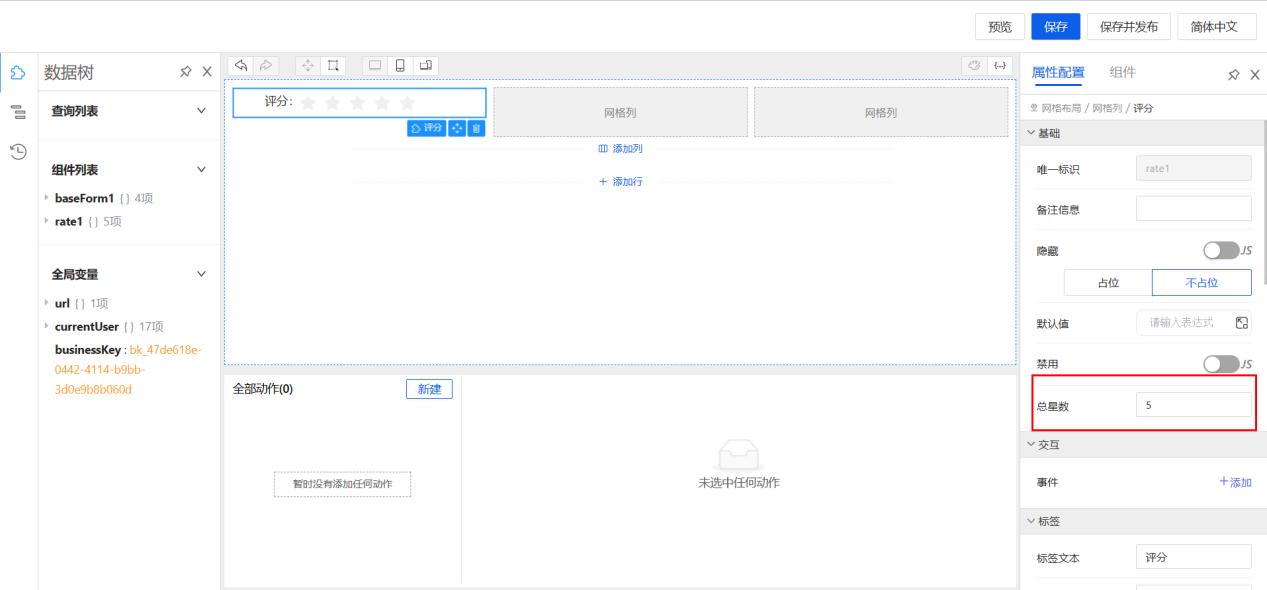 预览 保存 保存并发布 简体中文
数据树
查询列表
组件列表
baseForm1 { } 4项
rate1 { } 5项
全局变量
url { } 1项
currentUser { } 17项
businessKey : bk_47de618e-
0442-4114-b9bb-
3d0e9b8b060d
评分:
评分
网格列
网格列
添加列
+ 添加行
全部动作(0)
新建
暂时没有添加任何动作
未选中任何动作
属性配置 组件
网格布局 / 网格列 / 评分
基础
唯一标识 rate1
备注信息
隐藏 JS
占位 不占位
默认值 请输入表达式
禁用 JS
总星数 5
交互
事件 +添加
标签
标签文本 评分